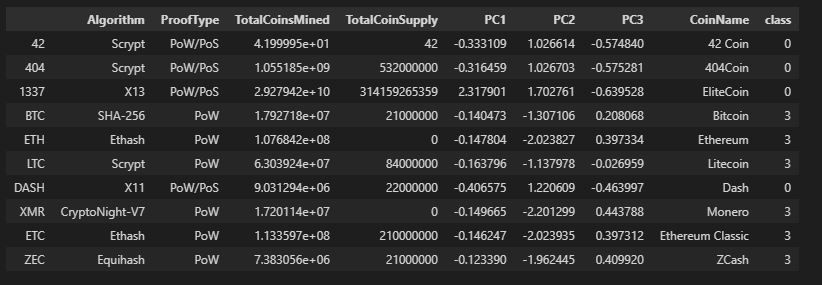 Algorithm ProofType TotalCoinsMined TotalCoinSupply PC1 PC2 PC3 CoinName class
42 Scrypt PoW/PoS 4.199995e+01 42 -0.333109 1.026614 -0.574840 42 Coin 0
404 Scrypt PoW/PoS 1.055185e+09 532000000 -0.316459 1.026703 -0.575281 404Coin 0
1337 X13 PoW/PoS 2.927942e+10 314159265359 2.317901 1.702761 -0.639528 EliteCoin 0
BTC SHA-256 PoW 1.792718e+07 21000000 -0.140473 -1.307106 0.208068 Bitcoin 3
ETH Ethash PoW 1.076842e+08 0 -0.147804 -2.023827 0.397334 Ethereum 3
LTC Scrypt PoW 6.303924e+07 84000000 -0.163796 -1.137978 -0.026959 Litecoin 3
DASH X11 PoW/PoS 9.031294e+06 22000000 -0.406575 1.220609 -0.463997 Dash 0
XMR CryptoNight-V7 PoW 1.720114e+07 0 -0.149665 -2.201299 0.443788 Monero 3
ETC Ethash PoW 1.133597e+08 210000000 -0.146247 -2.023935 0.397312 Ethereum Classic 3
ZEC Equihash PoW 7.383056e+06 21000000 -0.123390 -1.962445 0.409920 ZCash 3